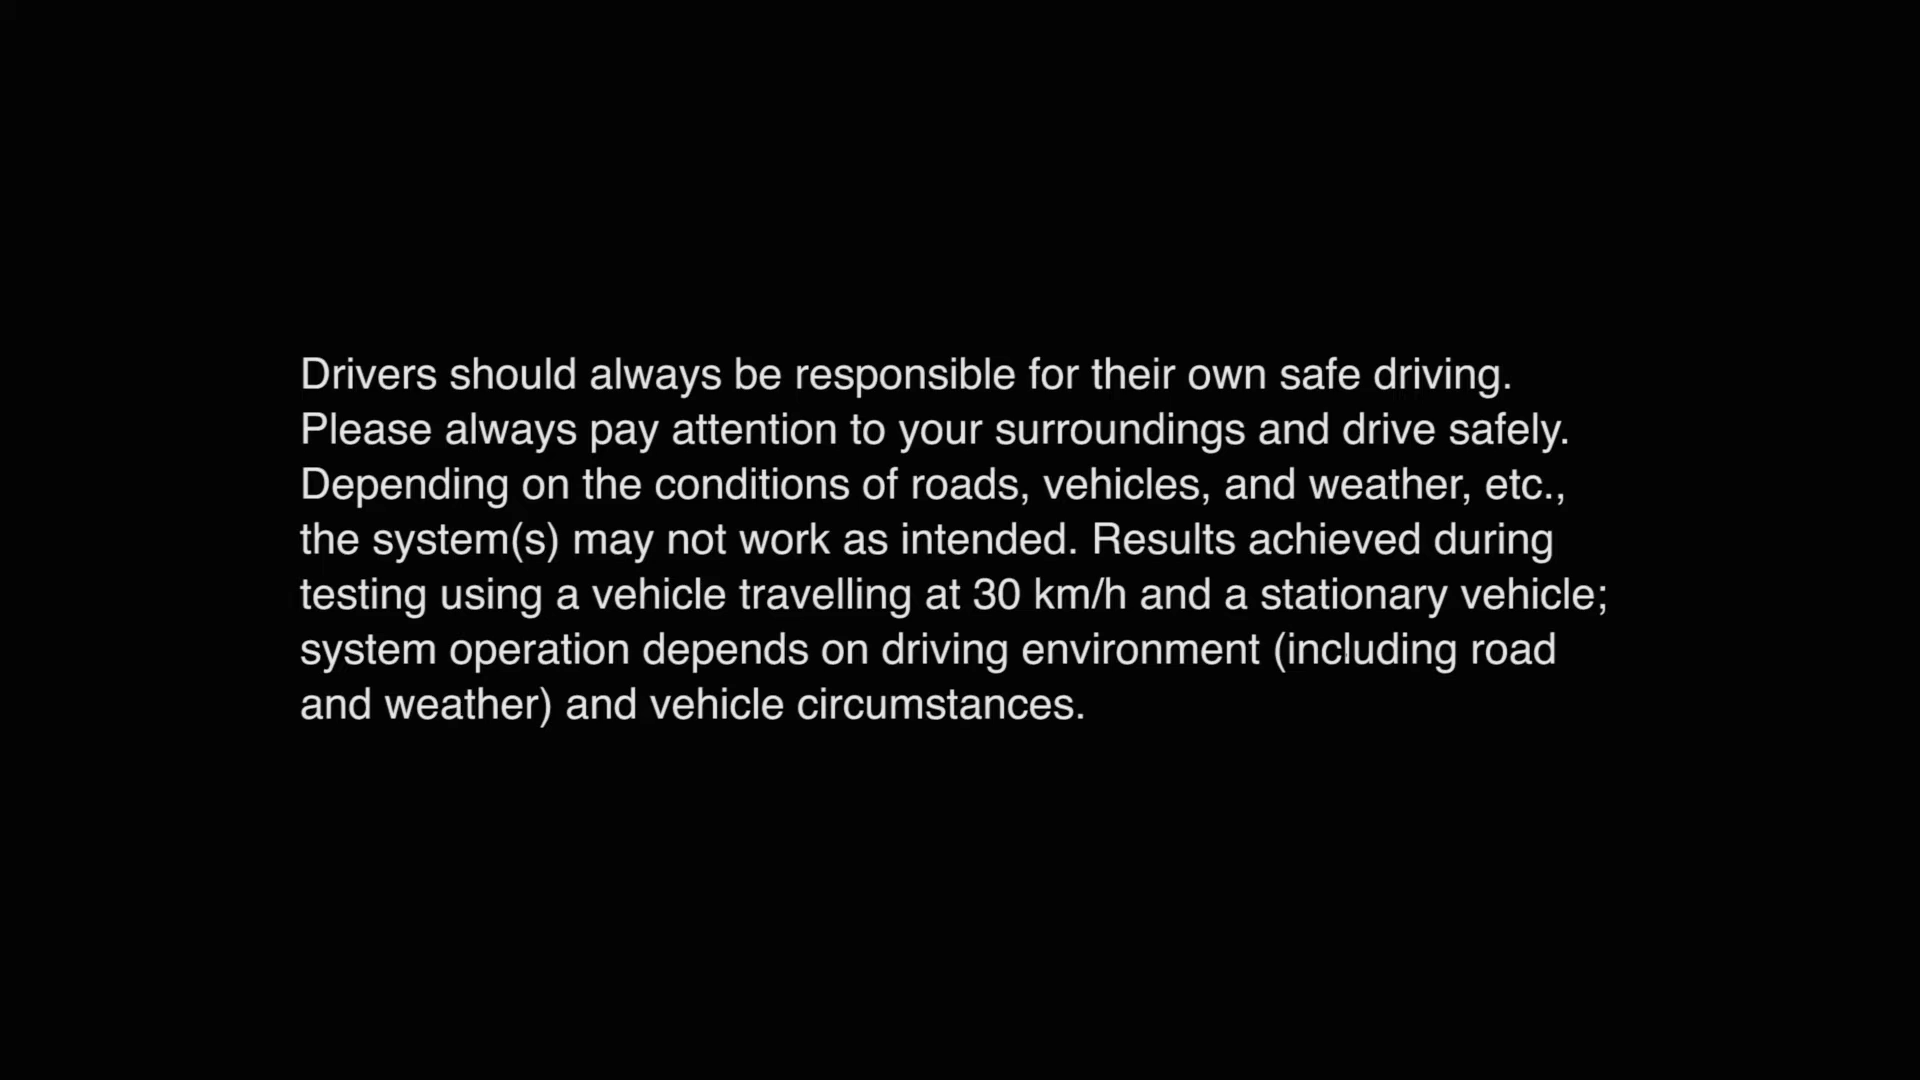 Drivers should always be responsible for their own safe driving.
Please always pay attention to your surroundings and drive safely.
Depending on the conditions of roads, vehicles, and weather, etc.,
the system(s) may not work as intended. Results achieved during
testing using a vehicle travelling at 30 km/h and a stationary vehicle;
system operation depends on driving environment (including road
and weather) and vehicle circumstances.